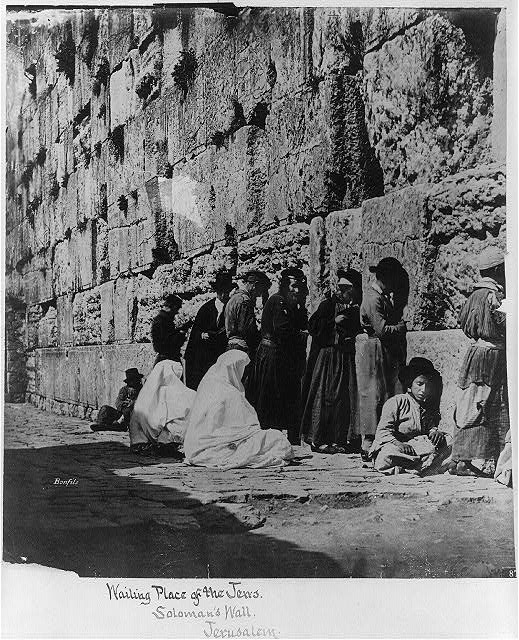 Bonfils
87
Wailing Place of the Jews.
Solomon's Wall.
Jerusalem.